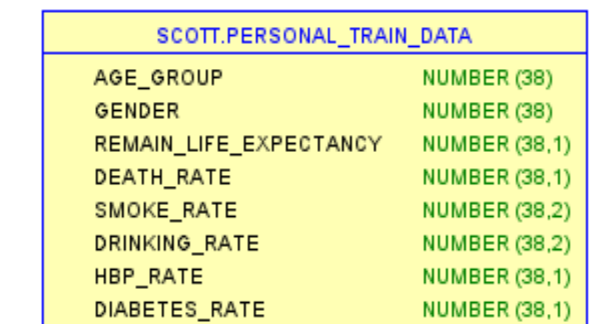 SCOTT.PERSONAL_TRAIN_DATA
AGE_GROUP NUMBER (38)
GENDER NUMBER (38)
REMAIN_LIFE_EXPECTANCY NUMBER (38,1)
DEATH_RATE NUMBER (38,1)
SMOKE_RATE NUMBER (38,2)
DRINKING_RATE NUMBER (38,2)
HBP_RATE NUMBER (38,1)
DIABETES_RATE NUMBER (38,1)